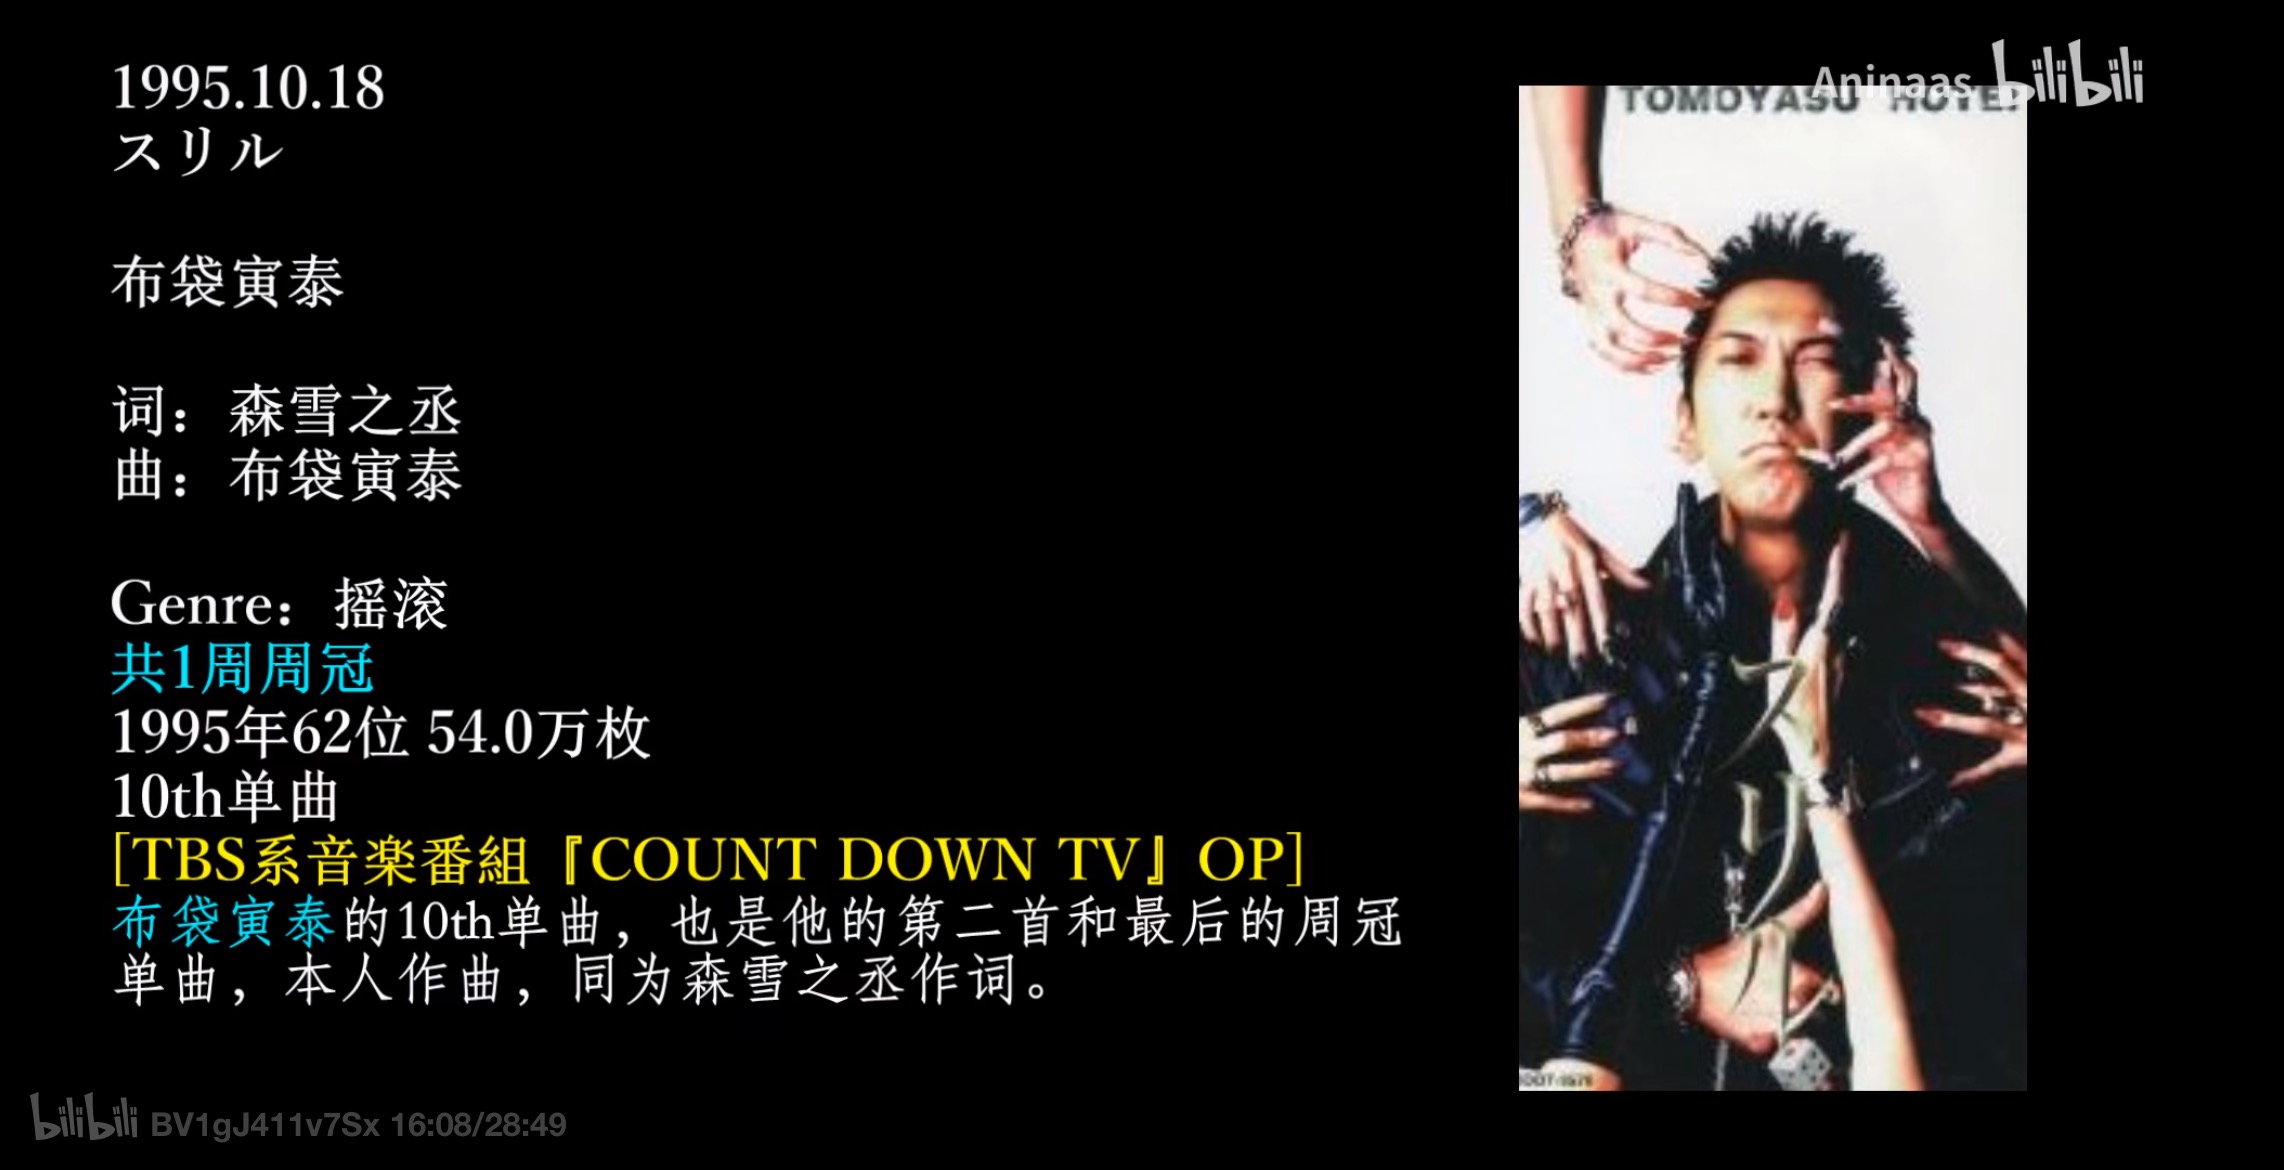 1995.10.18
スリル
布袋寅泰
词：森雪之丞
曲：布袋寅泰
Genre：摇滚
共1周周冠
1995年62位 54.0万枚
10th单曲
[TBS系音楽番組『COUNT DOWN TV』OP]
布袋寅泰的10th单曲，也是他的第二首和最后的周冠
单曲，本人作曲，同为森雪之丞作词。
Aninaas bilibili
TOMOYASU HOTEI
スリル
bilibili BV1gJ411v7Sx 16:08/28:49